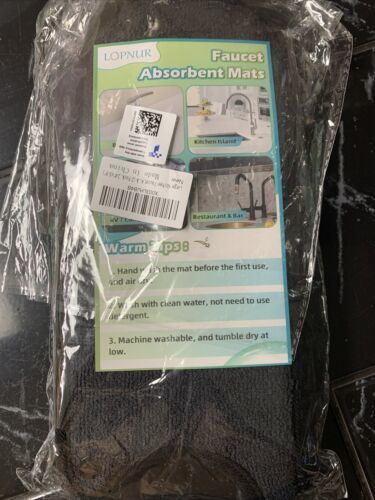 LOPNUR
Faucet
Absorbent Mats
Kitchen Island
Made in China
New
RV / 
Restaurant & Bar
Warm Tips :
1. Hand the mat before the first use,
and air
2. Wash with clean water, not need to use
detergent.
3. Machine washable, and tumble dry at
low.